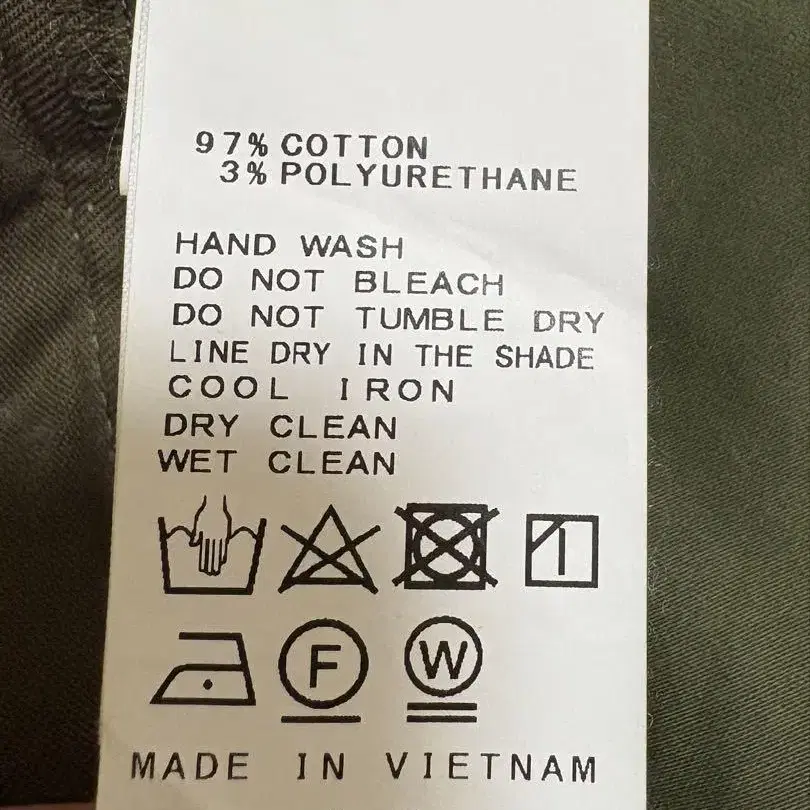 97% COTTON
3% POLYURETHANE
HAND WASH
DO NOT BLEACH
DO NOT TUMBLE DRY
LINE DRY IN THE SHADE
COOL IRON
DRY CLEAN
WET CLEAN
F W
MADE IN VIETNAM